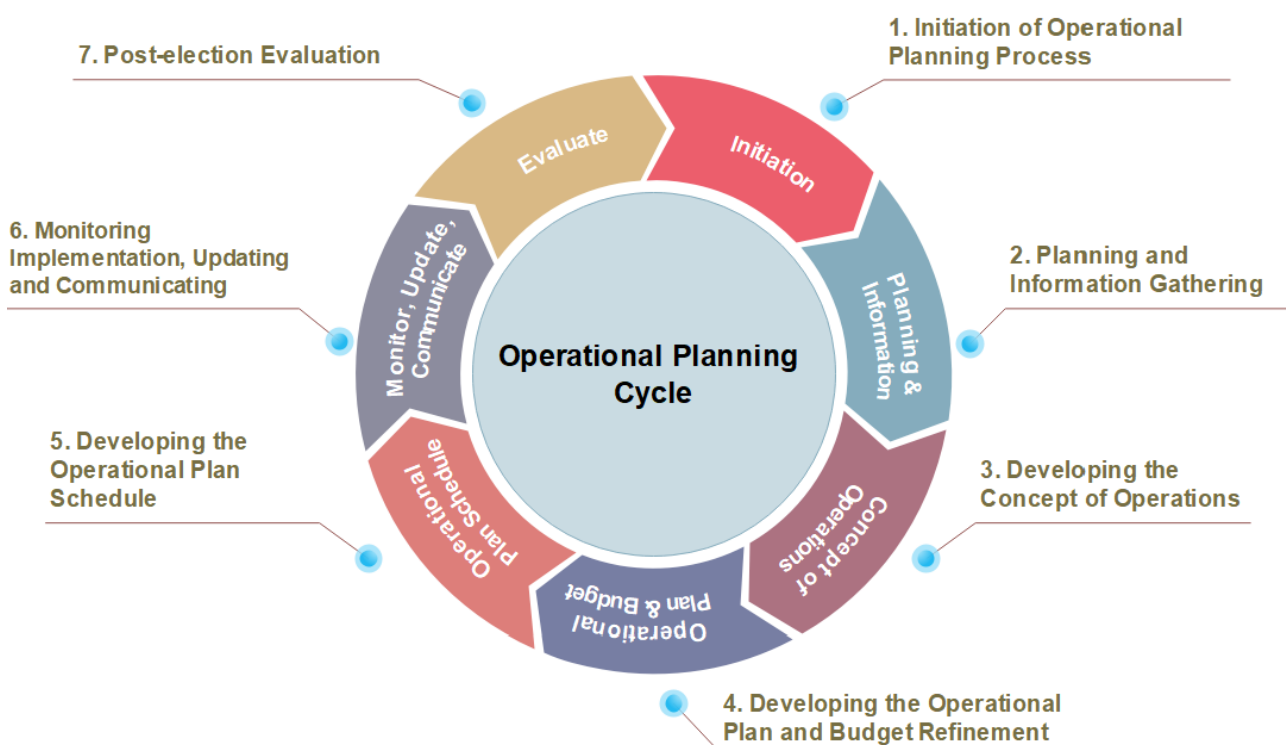 7. Post-election Evaluation
1. Initiation of Operational
Planning Process
Evaluate
Initiation
6. Monitoring
Implementation, Updating
and Communicating
Monitor, Update,
Communicate
Planning &
Information
2. Planning and
Information Gathering
Operational Planning
Cycle
5. Developing the
Operational Plan
Schedule
Operational
Plan Schedule
Concept of
Operations
3. Developing the
Concept of Operations
Operational
Plan & Budget
4. Developing the Operational
Plan and Budget Refinement